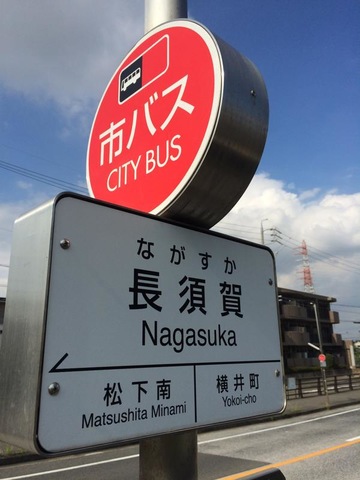 市バス
CITY BUS
ながすか
長須賀
Nagasuka
松下南
Matsushita Minami
横井町
Yokoi-cho